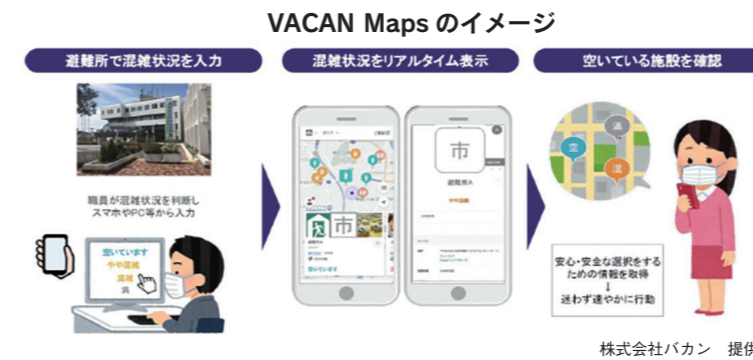 VACAN Maps のイメージ
避難所で混雑状況を入力
職員が混雑状況を判断し
スマホやPC等から入力
空いています
やや混雑
混雑
満
混雑状況をリアルタイム表示
市
空いています
市
避難所A
やや混雑
空いている施設を確認
満
空
混
安心・安全な選択をする
ための情報を取得
↓
迷わず速やかに行動
株式会社バカン 提供